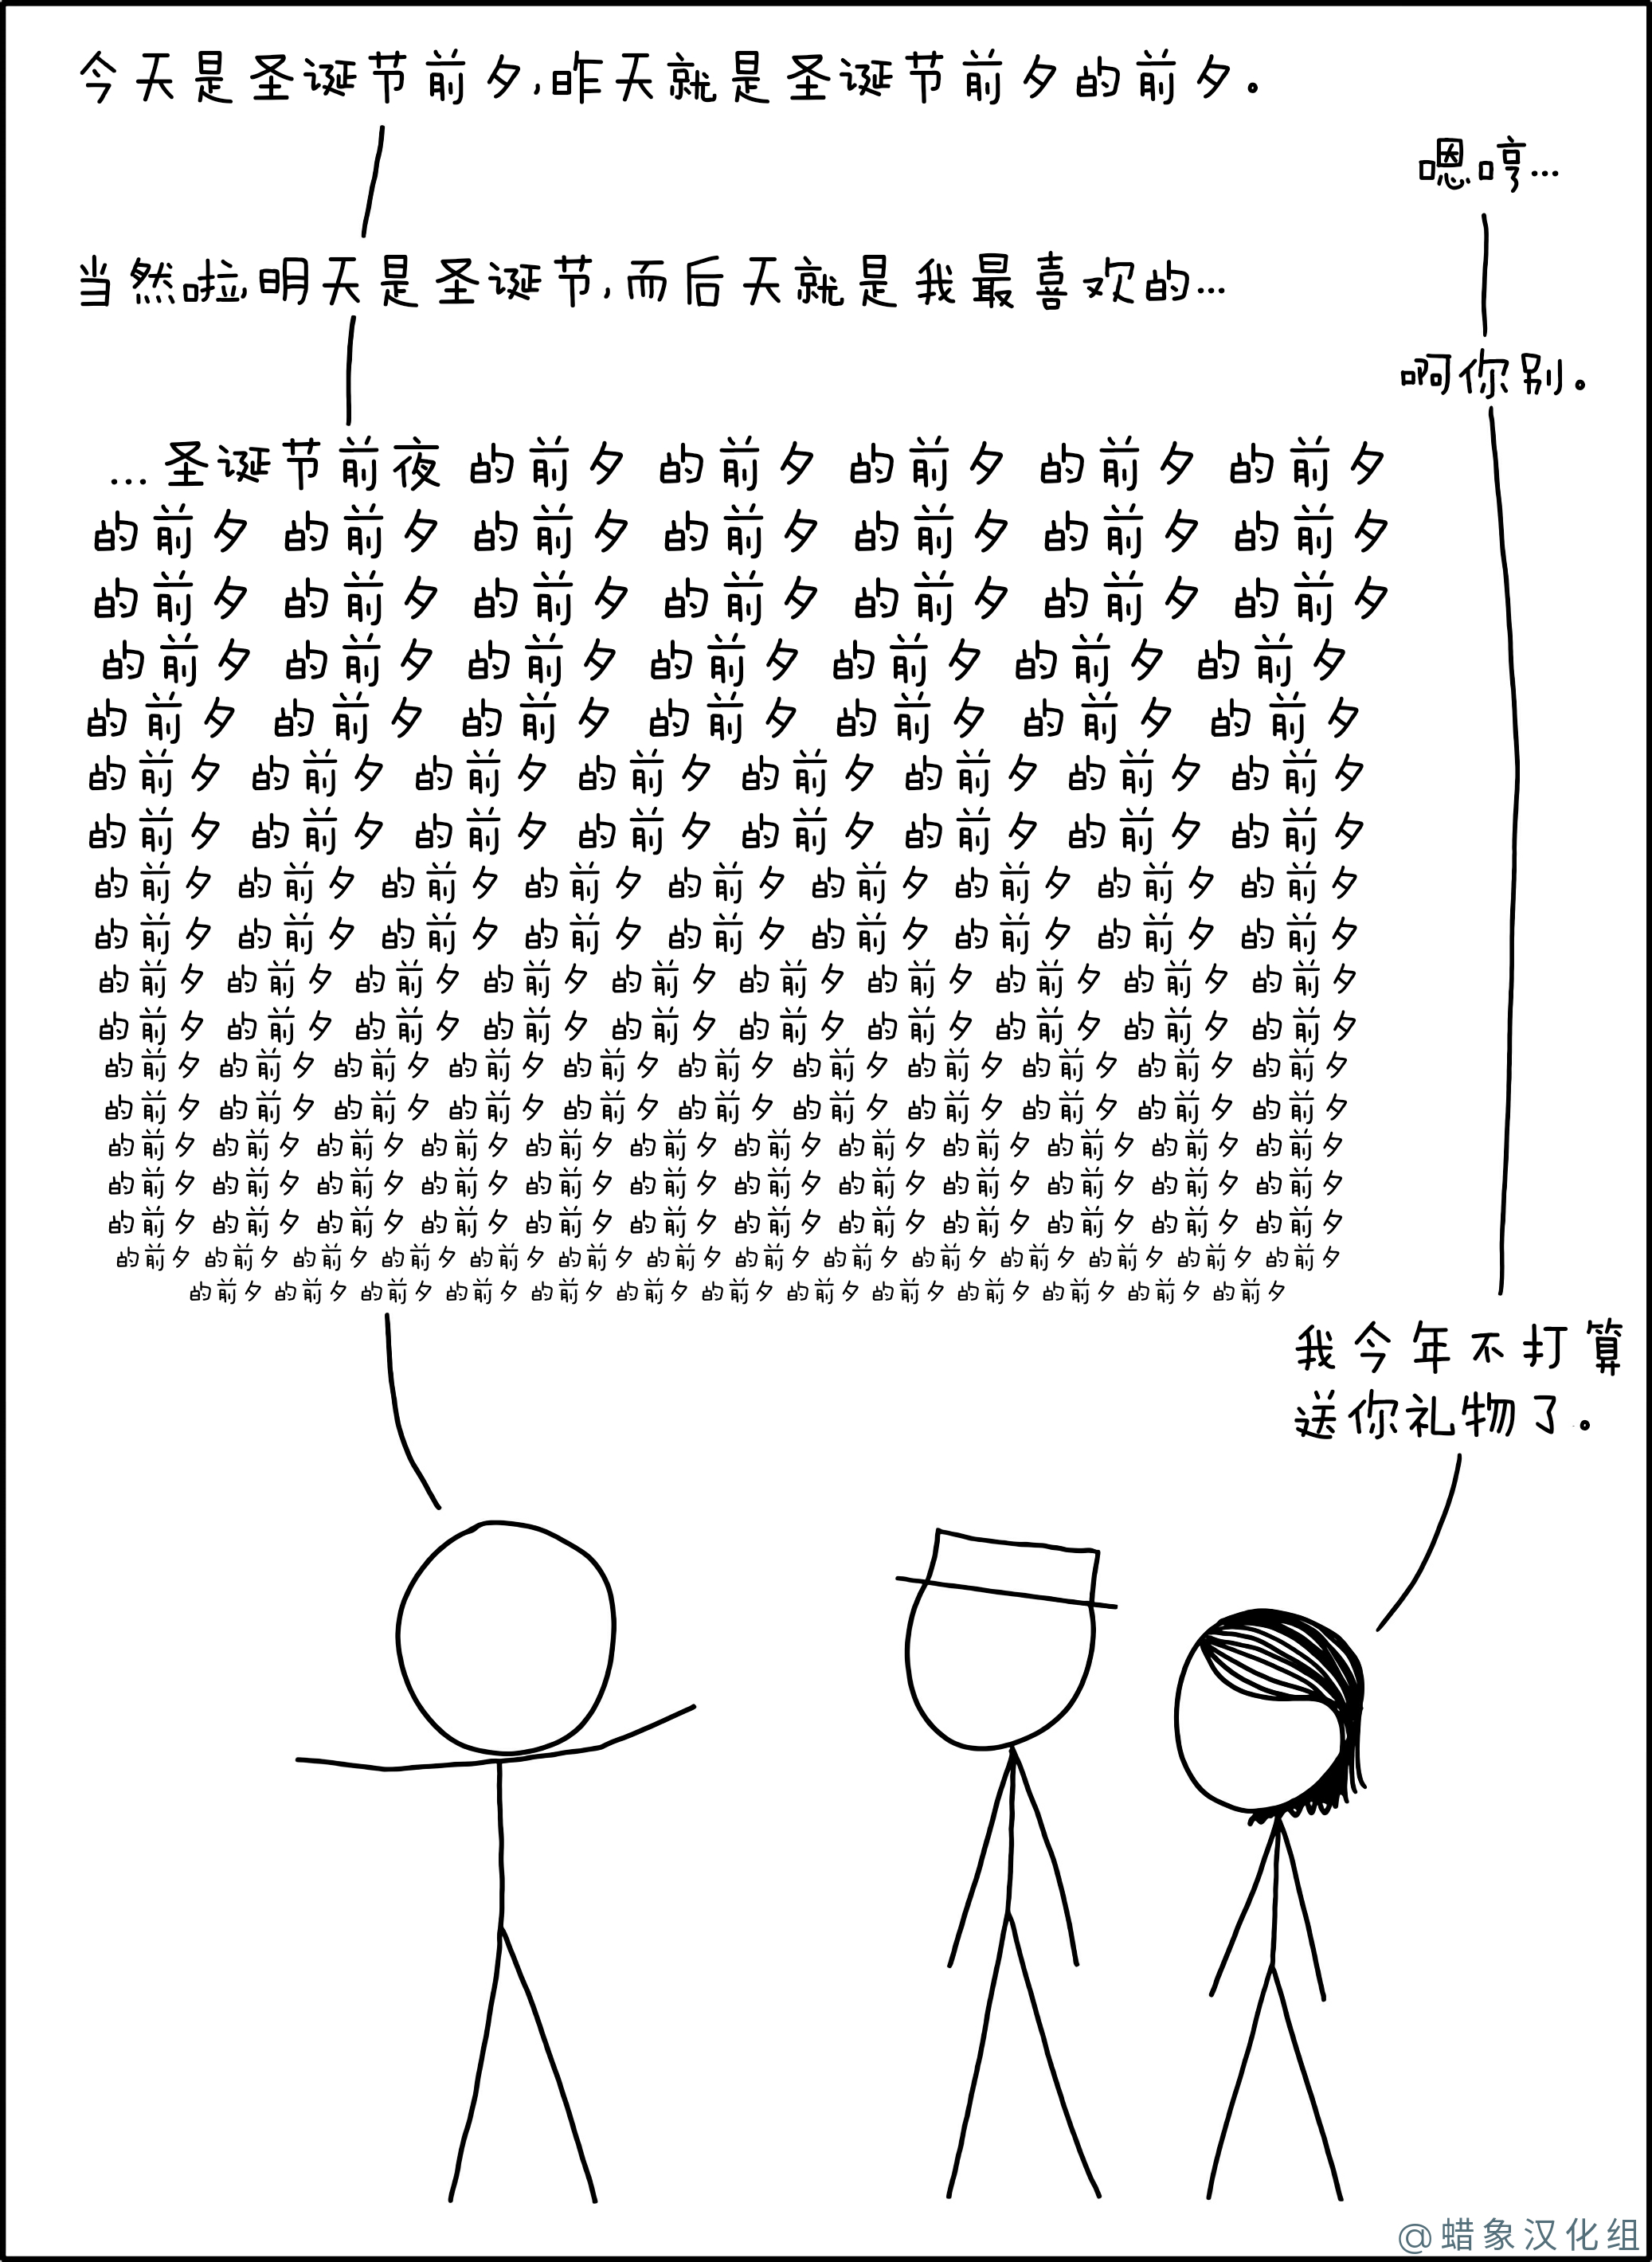 今天是圣诞节前夕,昨天就是圣诞节前夕的前夕。
嗯哼…
当然啦,明天是圣诞节,而后天就是我最喜欢的…
啊你别。
…圣诞节前夜 的前夕 的前夕 的前夕 的前夕 的前夕
的前夕 的前夕 的前夕 的前夕 的前夕 的前夕 的前夕
的前夕 的前夕 的前夕 的前夕 的前夕 的前夕 的前夕
的前夕 的前夕 的前夕 的前夕 的前夕 的前夕 的前夕
的前夕 的前夕 的前夕 的前夕 的前夕 的前夕 的前夕
的前夕 的前夕 的前夕 的前夕 的前夕 的前夕 的前夕 的前夕
的前夕 的前夕 的前夕 的前夕 的前夕 的前夕 的前夕 的前夕
的前夕 的前夕 的前夕 的前夕 的前夕 的前夕 的前夕 的前夕 的前夕
的前夕 的前夕 的前夕 的前夕 的前夕 的前夕 的前夕 的前夕 的前夕
的前夕 的前夕 的前夕 的前夕 的前夕 的前夕 的前夕 的前夕 的前夕 的前夕
的前夕 的前夕 的前夕 的前夕 的前夕 的前夕 的前夕 的前夕 的前夕 的前夕
的前夕 的前夕 的前夕 的前夕 的前夕 的前夕 的前夕 的前夕 的前夕 的前夕 的前夕
的前夕 的前夕 的前夕 的前夕 的前夕 的前夕 的前夕 的前夕 的前夕 的前夕 的前夕
的前夕 的前夕 的前夕 的前夕 的前夕 的前夕 的前夕 的前夕 的前夕 的前夕 的前夕 的前夕
的前夕 的前夕 的前夕 的前夕 的前夕 的前夕 的前夕 的前夕 的前夕 的前夕 的前夕 的前夕
的前夕 的前夕 的前夕 的前夕 的前夕 的前夕 的前夕 的前夕 的前夕 的前夕 的前夕 的前夕
的前夕 的前夕 的前夕 的前夕 的前夕 的前夕 的前夕 的前夕 的前夕 的前夕 的前夕 的前夕 的前夕 的前夕
的前夕 的前夕 的前夕 的前夕 的前夕 的前夕 的前夕 的前夕 的前夕 的前夕 的前夕 的前夕 的前夕
我今年不打算
送你礼物了。
@蜡象汉化组